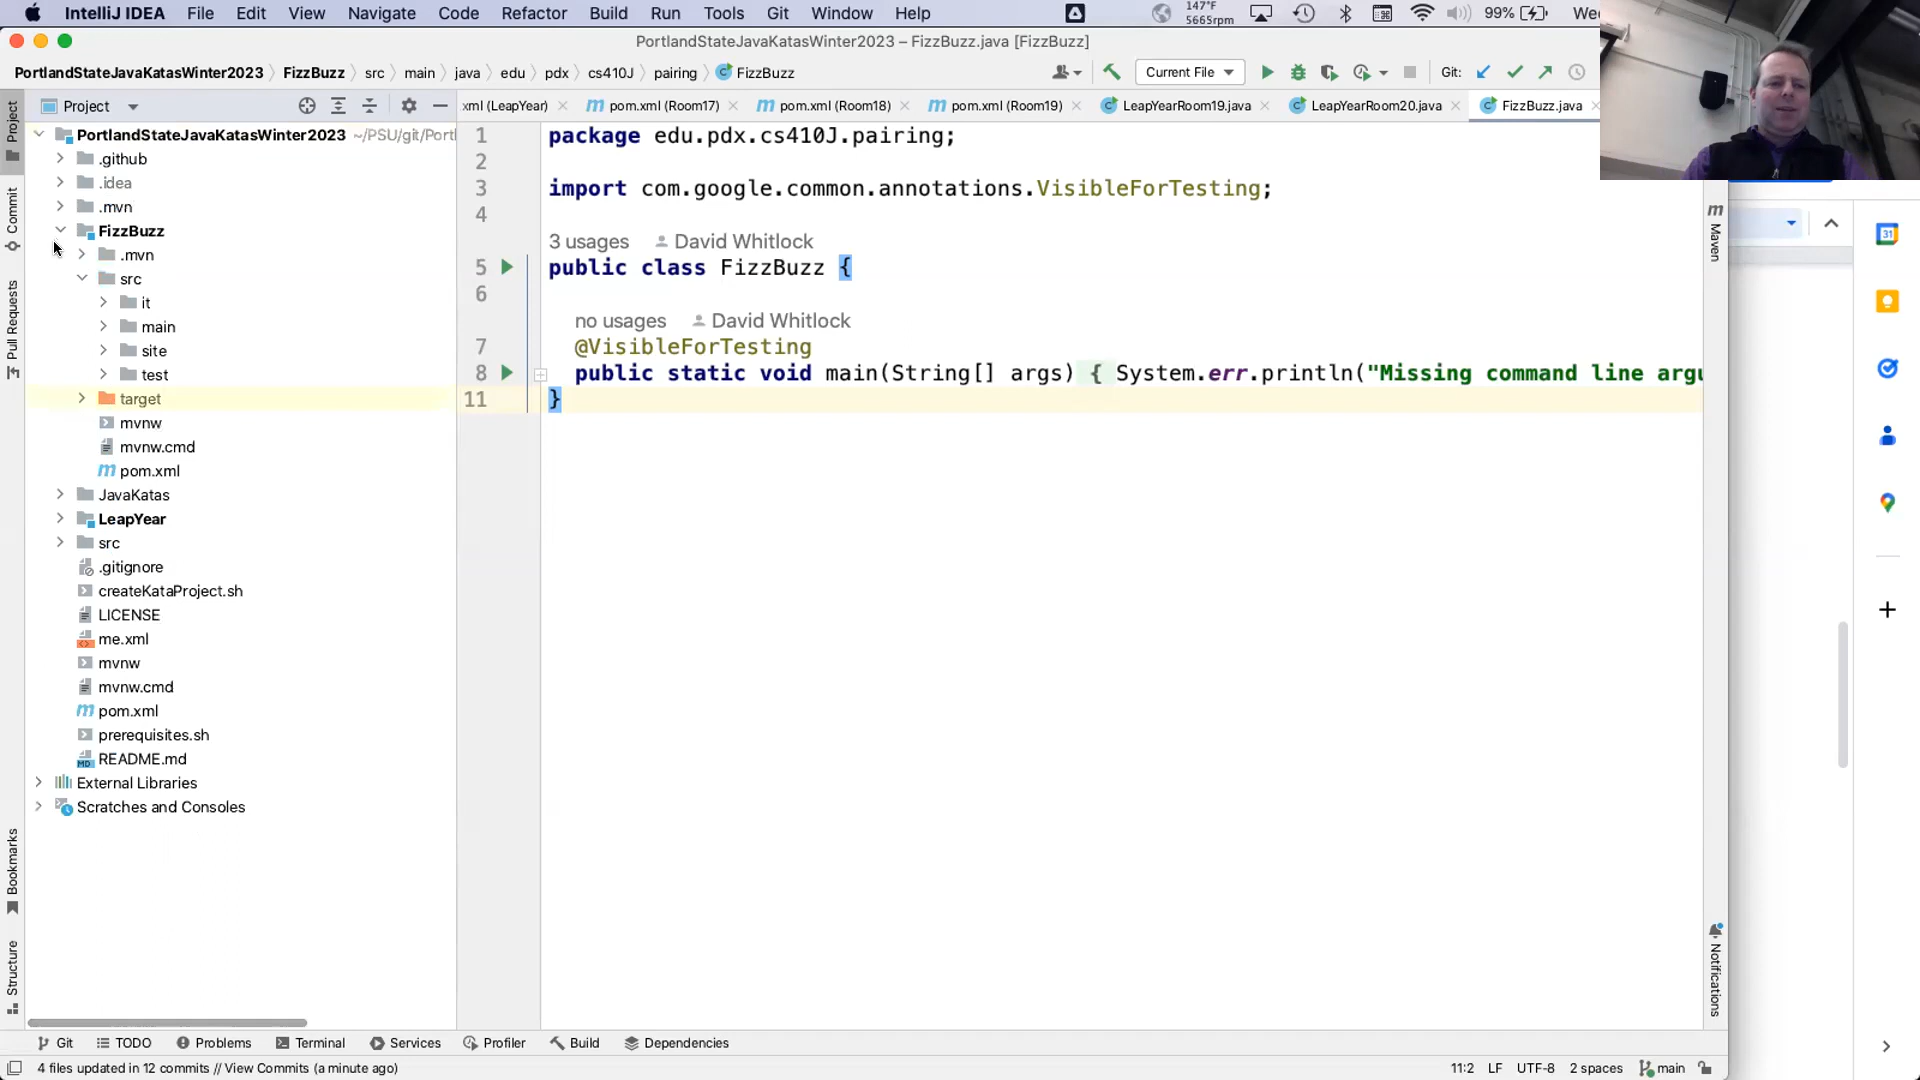 IntelliJ IDEA File Edit View Navigate Code Refactor Build Run Tools Git Window Help 147°F 5665rpm 99% We
PortlandStateJavaKatasWinter2023 – FizzBuzz.java [FizzBuzz]
PortlandStateJavaKatasWinter2023 FizzBuzz src main java edu pdx cs410J pairing FizzBuzz Current File Git:
Project
xml (LeapYear) pom.xml (Room17) pom.xml (Room18) pom.xml (Room19) LeapYearRoom19.java LeapYearRoom20.java FizzBuzz.java
Project
Commit
Pull Requests
Bookmarks
Structure
PortlandStateJavaKatasWinter2023 ~/PSU/git/Portl
.github
.idea
.mvn
FizzBuzz
.mvn
src
it
main
site
test
target
mvnw
mvnw.cmd
pom.xml
JavaKatas
LeapYear
src
.gitignore
createKataProject.sh
LICENSE
me.xml
mvnw
mvnw.cmd
pom.xml
prerequisites.sh
README.md
External Libraries
Scratches and Consoles
1 package edu.pdx.cs410J.pairing;
2
3 import com.google.common.annotations.VisibleForTesting;
4
3 usages David Whitlock
5 public class FizzBuzz {
6
no usages David Whitlock
7 @VisibleForTesting
8 public static void main(String[] args) { System.err.println("Missing command line argu
11 }
Maven
Notifications
31
Git TODO Problems Terminal Services Profiler Build Dependencies
4 files updated in 12 commits // View Commits (a minute ago) 11:2 LF UTF-8 2 spaces main